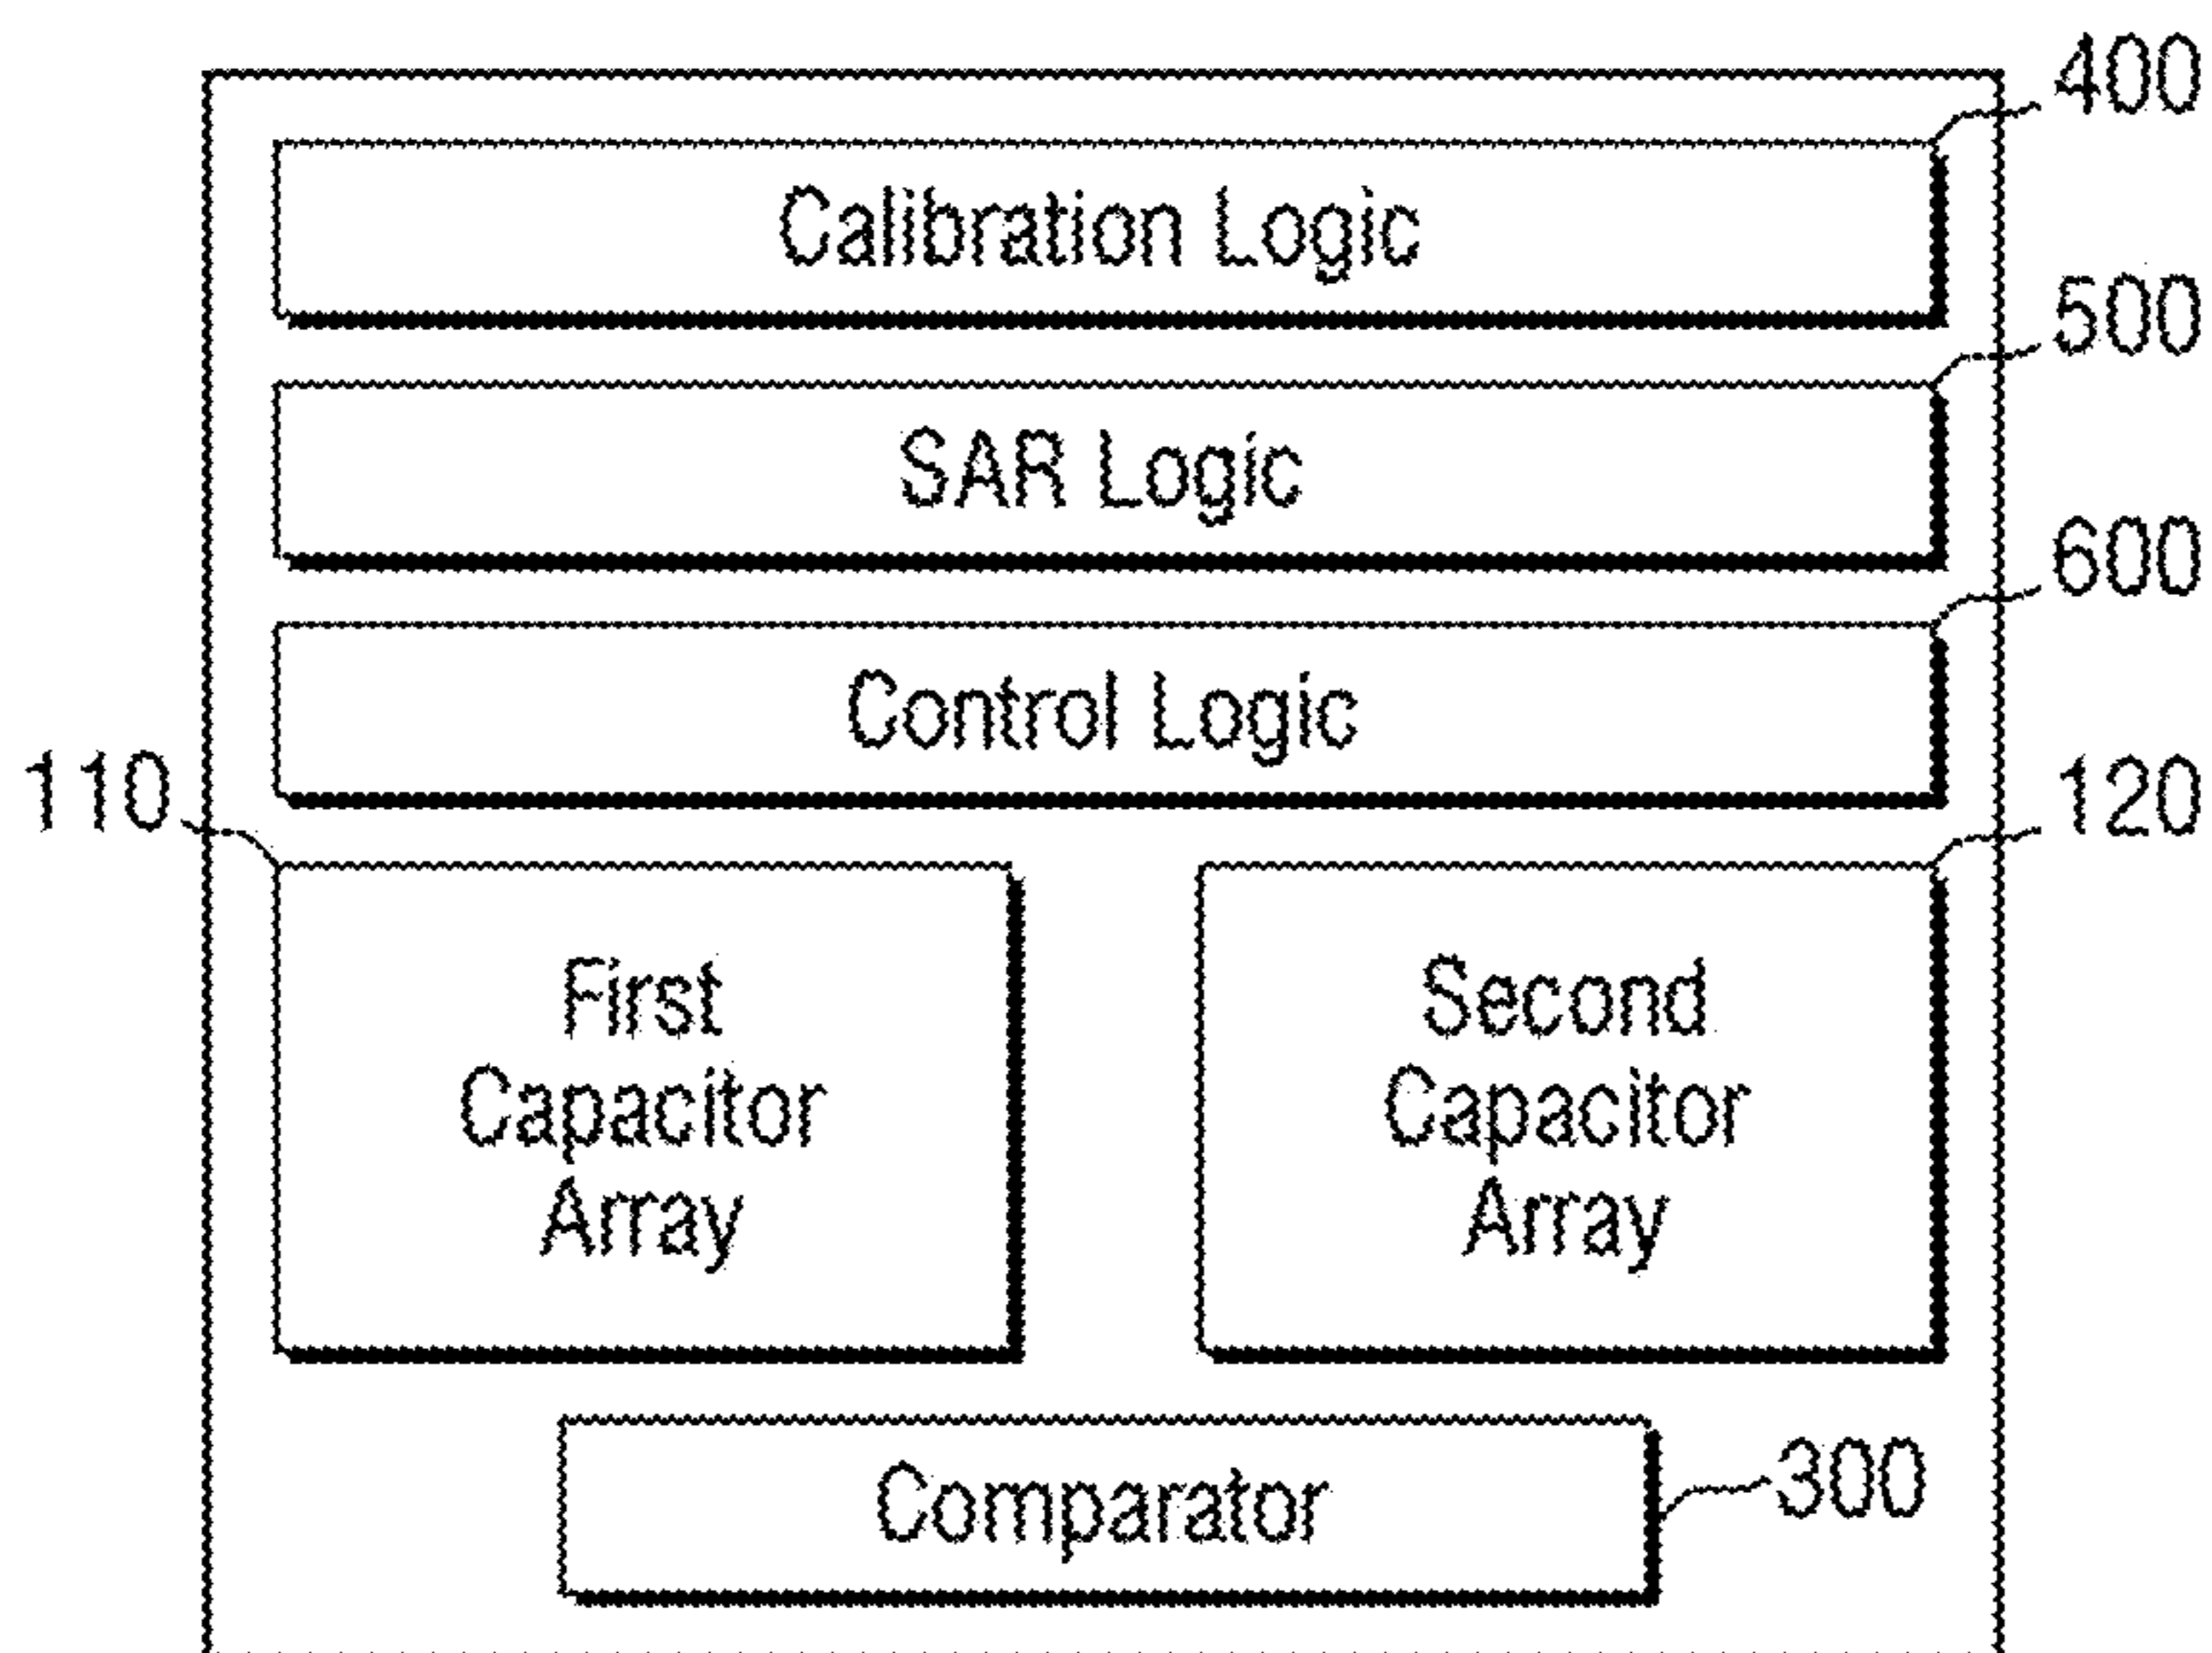 400
Calibration Logic
500
SAR Logic
600
Control Logic
110
120
First
Capacitor
Array
Second
Capacitor
Array
Comparator
300